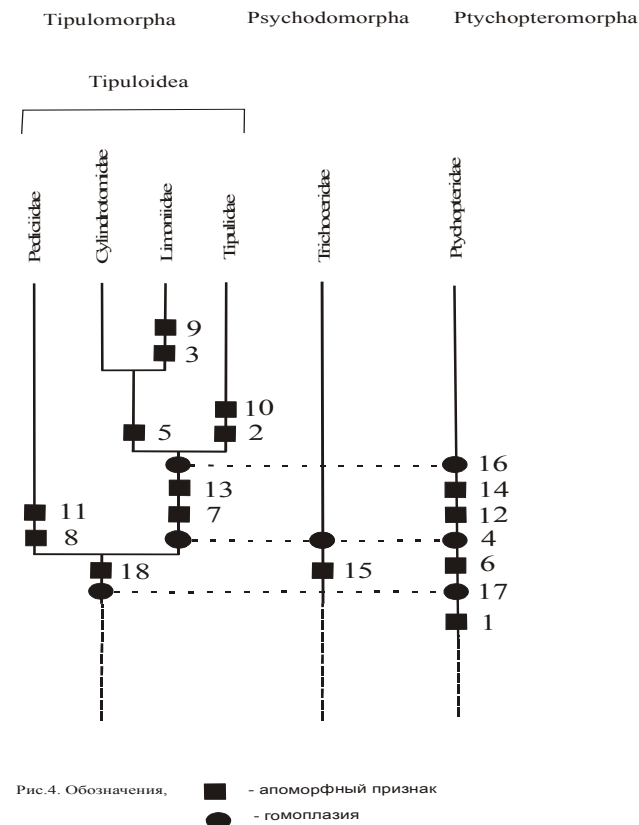 Tipulomorpha Psychodomorpha Ptychopteromorpha
Tipuloidea
Pediciidae Cylindrotomidae Limoniidae Tipulidae Trichoceridae Ptychopteridae
9
3
10
5 2
16
13 14
7 12
11
8 4
6
18 15
17
1
Рис.4. Обозначения, - апоморфный признак
- гомоплазия